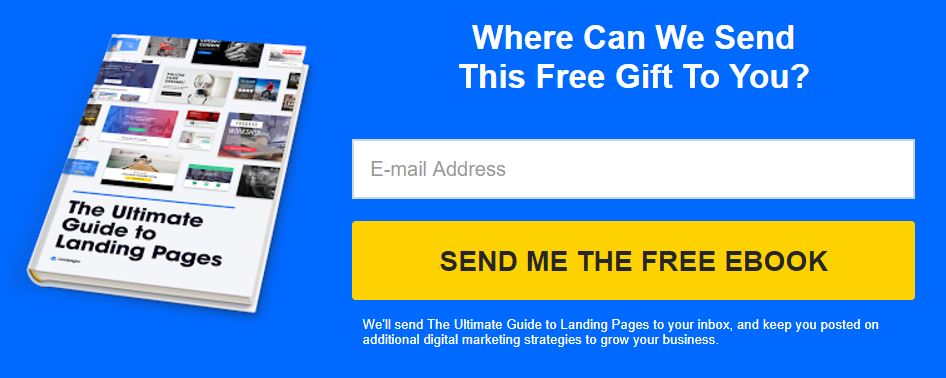 Where Can We Send
This Free Gift To You?
E-mail Address
SEND ME THE FREE EBOOK
We'll send The Ultimate Guide to Landing Pages to your inbox, and keep you posted on
additional digital marketing strategies to grow your business.
The Ultimate
Guide to
Landing Pages
Leadpages
WORKSHOP